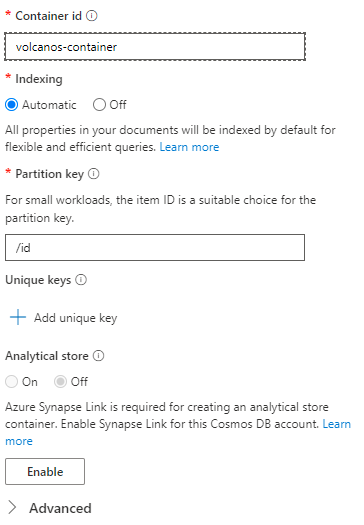 * Container id
volcanos-container
* Indexing
Automatic Off
All properties in your documents will be indexed by default for
flexible and efficient queries. Learn more
* Partition key
For small workloads, the item ID is a suitable choice for the
partition key.
/id
Unique keys
Add unique key
Analytical store
On Off
Azure Synapse Link is required for creating an analytical store
container. Enable Synapse Link for this Cosmos DB account. Learn
more
Enable
Advanced